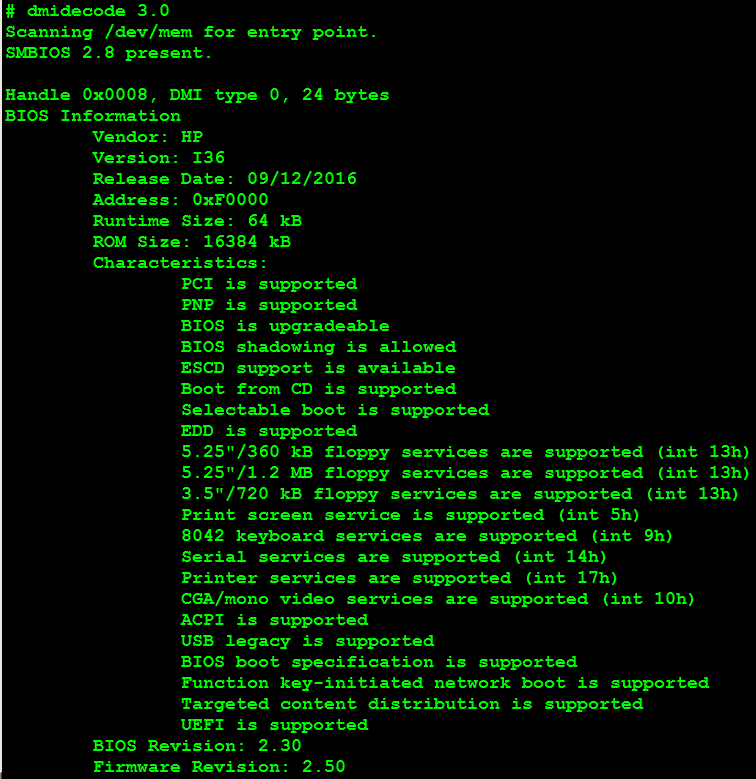 # dmidecode 3.0
Scanning /dev/mem for entry point.
SMBIOS 2.8 present.

Handle 0x0008, DMI type 0, 24 bytes
BIOS Information
        Vendor: HP
        Version: I36
        Release Date: 09/12/2016
        Address: 0xF0000
        Runtime Size: 64 kB
        ROM Size: 16384 kB
        Characteristics:
                PCI is supported
                PNP is supported
                BIOS is upgradeable
                BIOS shadowing is allowed
                ESCD support is available
                Boot from CD is supported
                Selectable boot is supported
                EDD is supported
                5.25"/360 kB floppy services are supported (int 13h)
                5.25"/1.2 MB floppy services are supported (int 13h)
                3.5"/720 kB floppy services are supported (int 13h)
                Print screen service is supported (int 5h)
                8042 keyboard services are supported (int 9h)
                Serial services are supported (int 14h)
                Printer services are supported (int 17h)
                CGA/mono video services are supported (int 10h)
                ACPI is supported
                USB legacy is supported
                BIOS boot specification is supported
                Function key-initiated network boot is supported
                Targeted content distribution is supported
                UEFI is supported
        BIOS Revision: 2.30
        Firmware Revision: 2.50